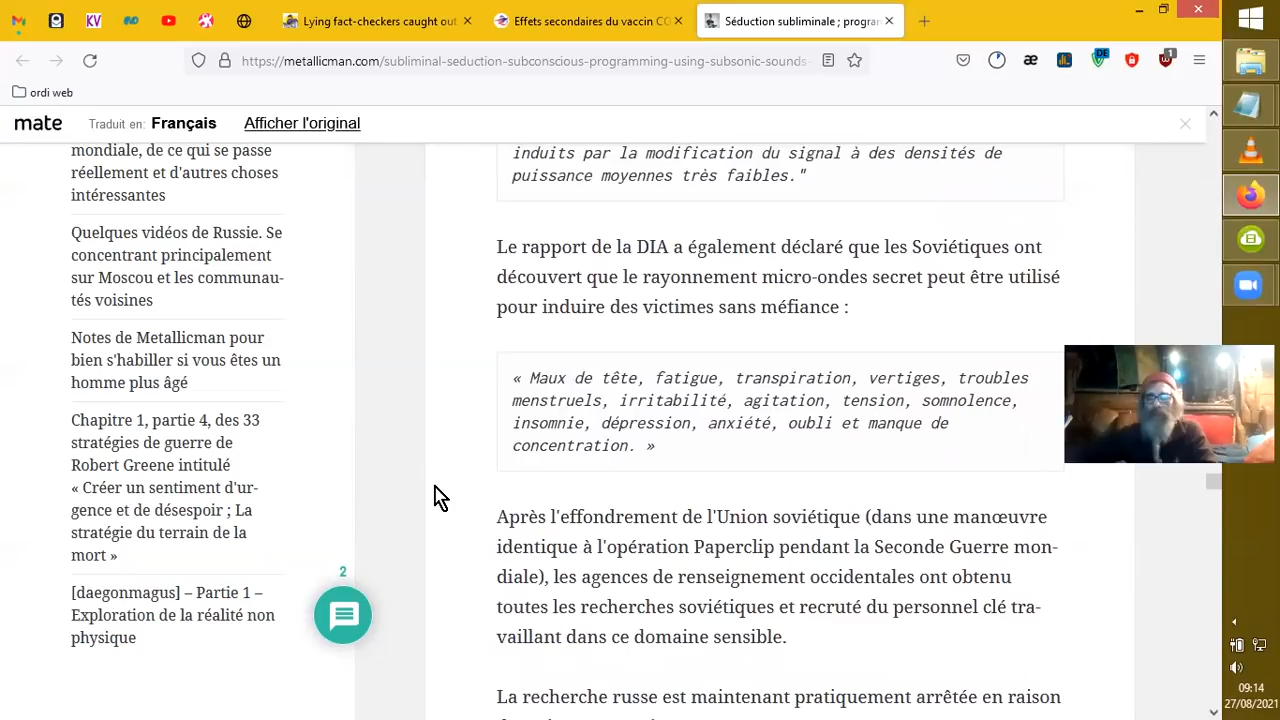 KV
Lying fact-checkers caught out
Effets secondaires du vaccin CO
Séduction subliminale ; program
https://metallicman.com/subliminal-seduction-subconscious-programming-using-subsonic-sounds-
æ
DE
1
ordi web
mate
Traduit en: Français
Afficher l'original
mondiale, de ce qui se passe
réellement et d'autres choses
intéressantes
Quelques vidéos de Russie. Se
concentrant principalement
sur Moscou et les communau-
tés voisines
Notes de Metallicman pour
bien s'habiller si vous êtes un
homme plus âgé
Chapitre 1, partie 4, des 33
stratégies de guerre de
Robert Greene intitulé
« Créer un sentiment d'ur-
gence et de désespoir ; La
stratégie du terrain de la
mort »
[daegonmagus] – Partie 1 –
Exploration de la réalité non
physique
2
induits par la modification du signal à des densités de
puissance moyennes très faibles."
Le rapport de la DIA a également déclaré que les Soviétiques ont
découvert que le rayonnement micro-ondes secret peut être utilisé
pour induire des victimes sans méfiance :
« Maux de tête, fatigue, transpiration, vertiges, troubles
menstruels, irritabilité, agitation, tension, somnolence,
insomnie, dépression, anxiété, oubli et manque de
concentration. »
Après l'effondrement de l'Union soviétique (dans une manœuvre
identique à l'opération Paperclip pendant la Seconde Guerre mon-
diale), les agences de renseignement occidentales ont obtenu
toutes les recherches soviétiques et recruté du personnel clé tra-
vaillant dans ce domaine sensible.
La recherche russe est maintenant pratiquement arrêtée en raison
09:14
27/08/2021